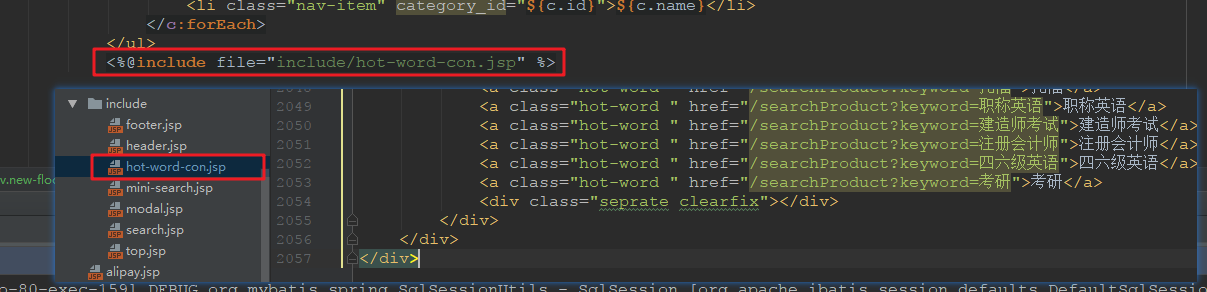 <li class="nav-item" category_id="${c.id}">${c.name}</li>
</c:forEach>
</ul>
<%@include file="include/hot-word-con.jsp" %>
include
footer.jsp
header.jsp
hot-word-con.jsp
mini-search.jsp
modal.jsp
search.jsp
top.jsp
alipay.jsp
v.new-floo
2049 <a class="hot-word " href="/searchProduct?keyword=职称英语">职称英语</a>
2050 <a class="hot-word " href="/searchProduct?keyword=建造师考试">建造师考试</a>
2051 <a class="hot-word " href="/searchProduct?keyword=注册会计师">注册会计师</a>
2052 <a class="hot-word " href="/searchProduct?keyword=四六级英语">四六级英语</a>
2053 <a class="hot-word " href="/searchProduct?keyword=考研">考研</a>
2054 <div class="seprate clearfix"></div>
2055 </div>
2056 </div>
2057 </div>
o-80-exec-159] DEBUG org.mybatis.spring.SqlSessionUtils - SqlSession [org.apache.ibatis.session.defaults.DefaultSqlSession